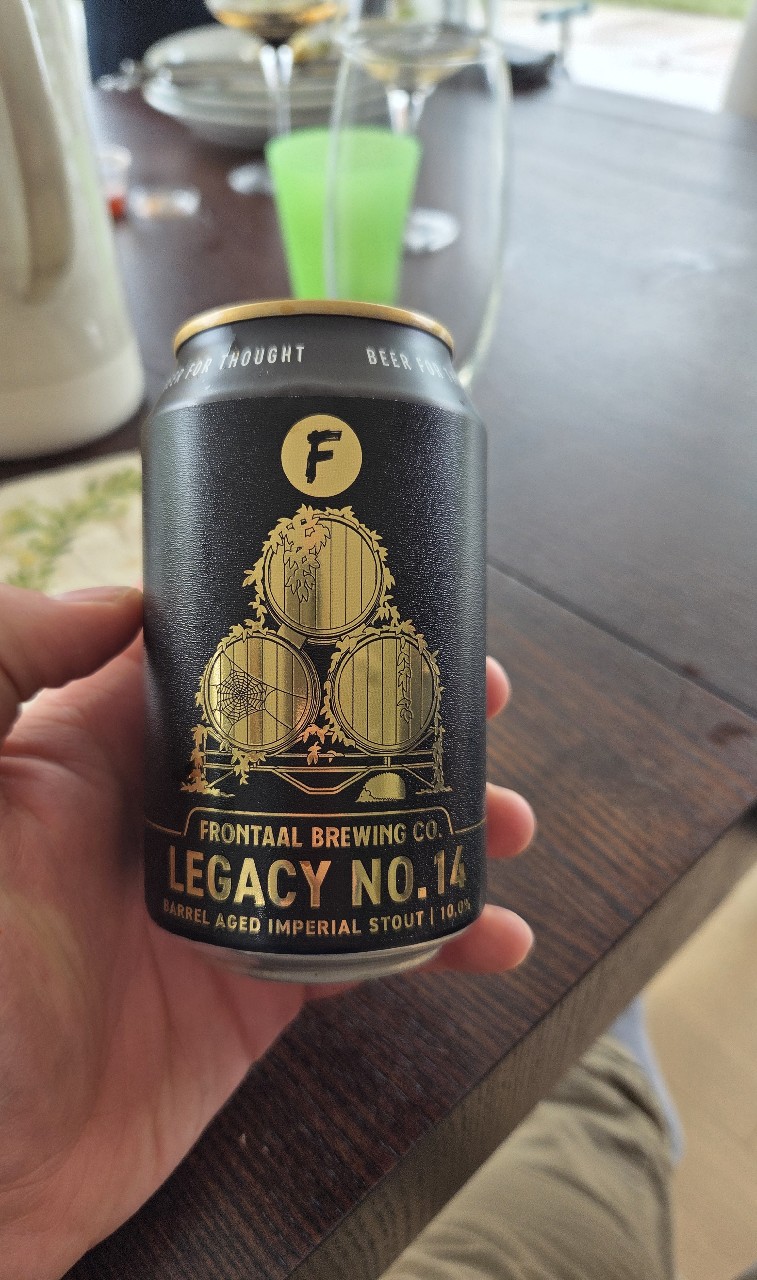 FOR THOUGHT BEER FOR
F
FRONTAAL BREWING CO.
LEGACY NO.14
BARREL AGED IMPERIAL STOUT | 10.0%